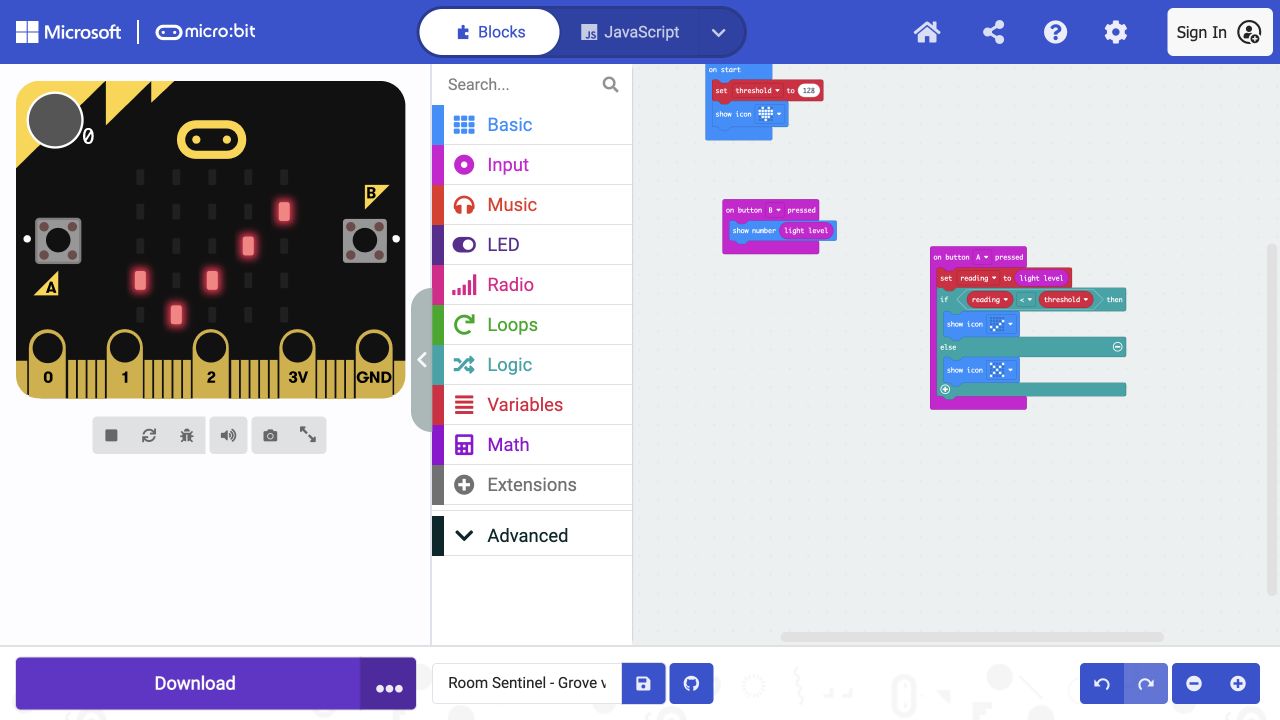 Microsoft
micro:bit
Blocks
JS JavaScript
Sign In
0
B
A
0 1 2 3V GND
Search...
Basic
Input
Music
LED
Radio
Loops
Logic
Variables
Math
Extensions
Advanced
on start
set threshold to 128
show icon
on button B pressed
show number light level
on button A pressed
set reading to light level
if reading < threshold then
show icon
else
show icon
Download
Room Sentinel - Grove